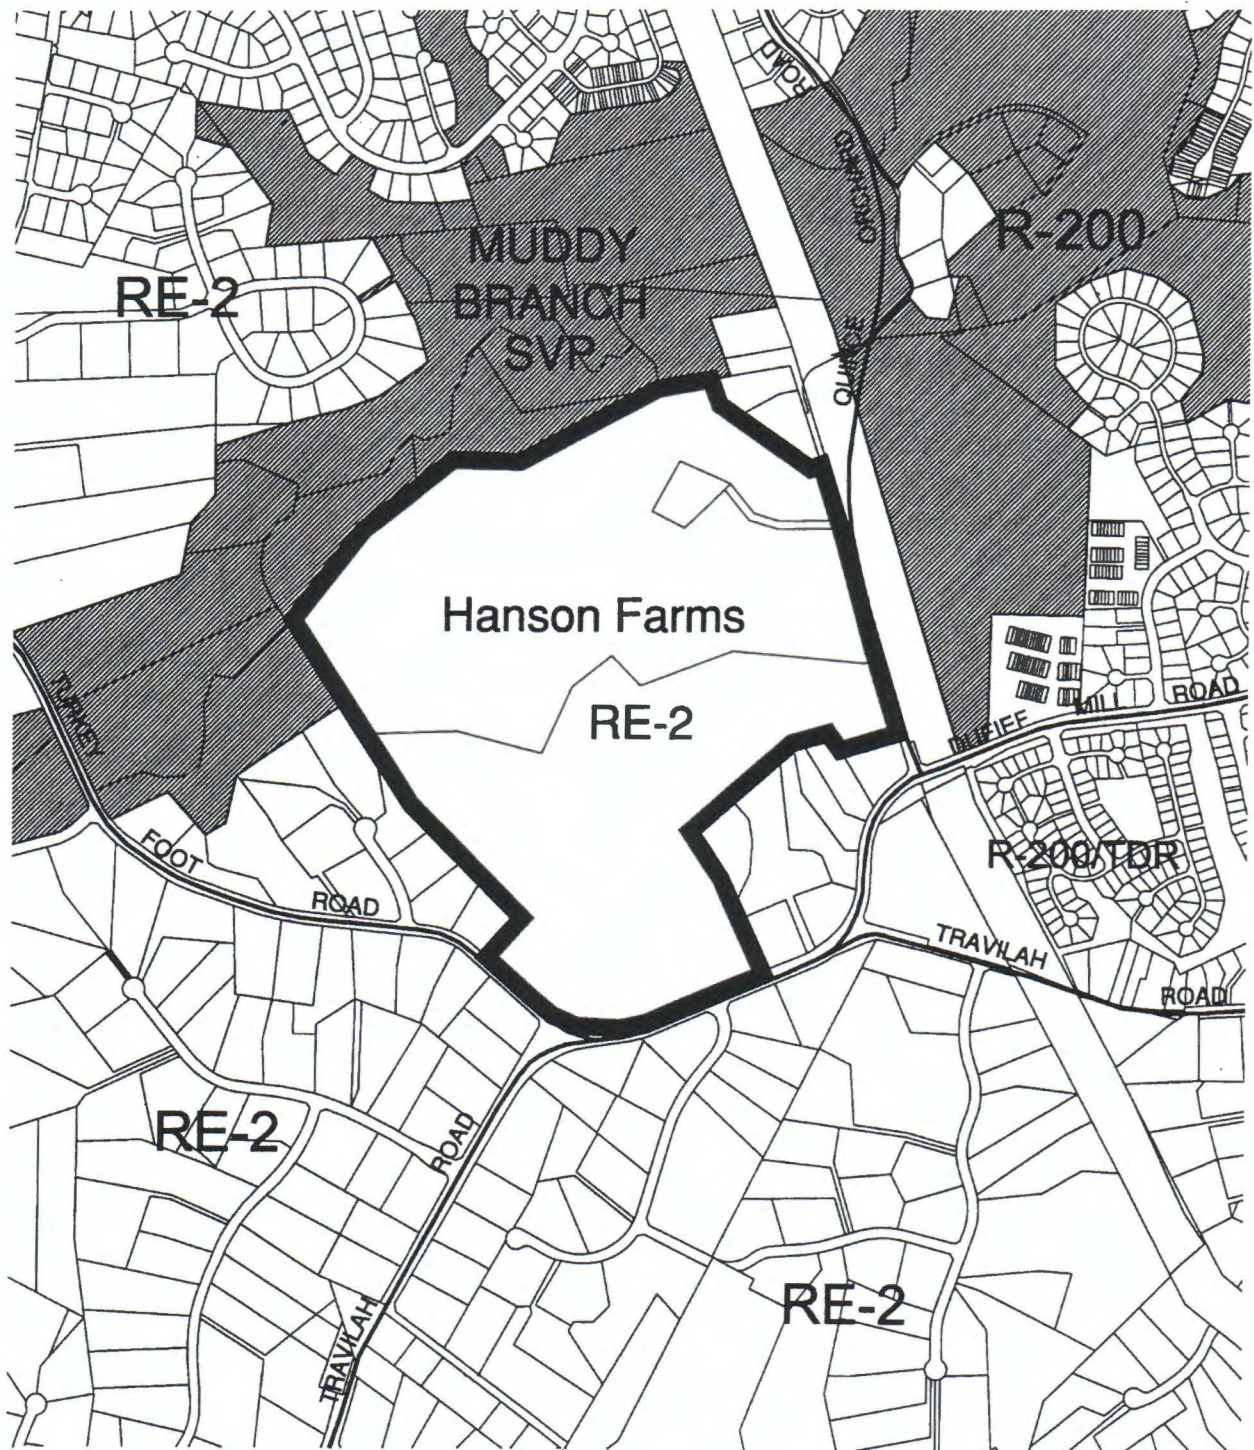 ROAD
ORCHARD
QUINCE
MUDDY
BRANCH
SVP
R-200
RE-2
Hanson Farms
RE-2
TURKEY
FOOT
ROAD
DUFIEF
MILL
ROAD
R-200/TDR
TRAVILAH
ROAD
RE-2
ROAD
TRAVILAH
RE-2